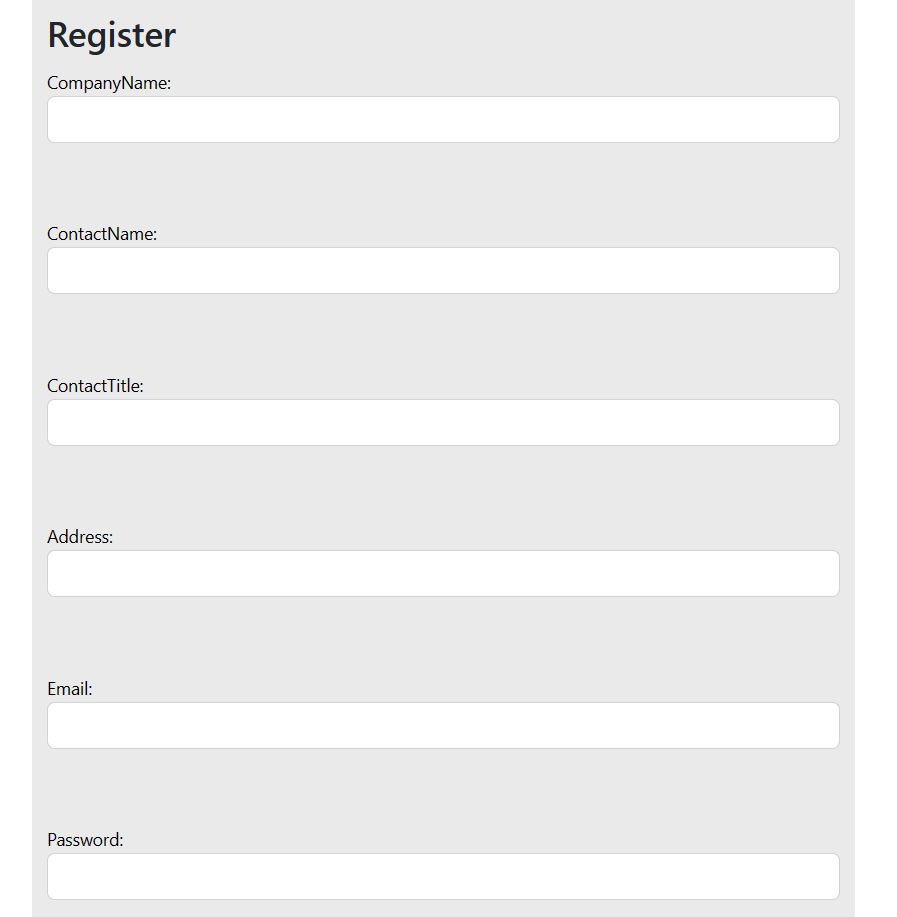 Register
CompanyName:
ContactName:
ContactTitle:
Address:
Email:
Password: